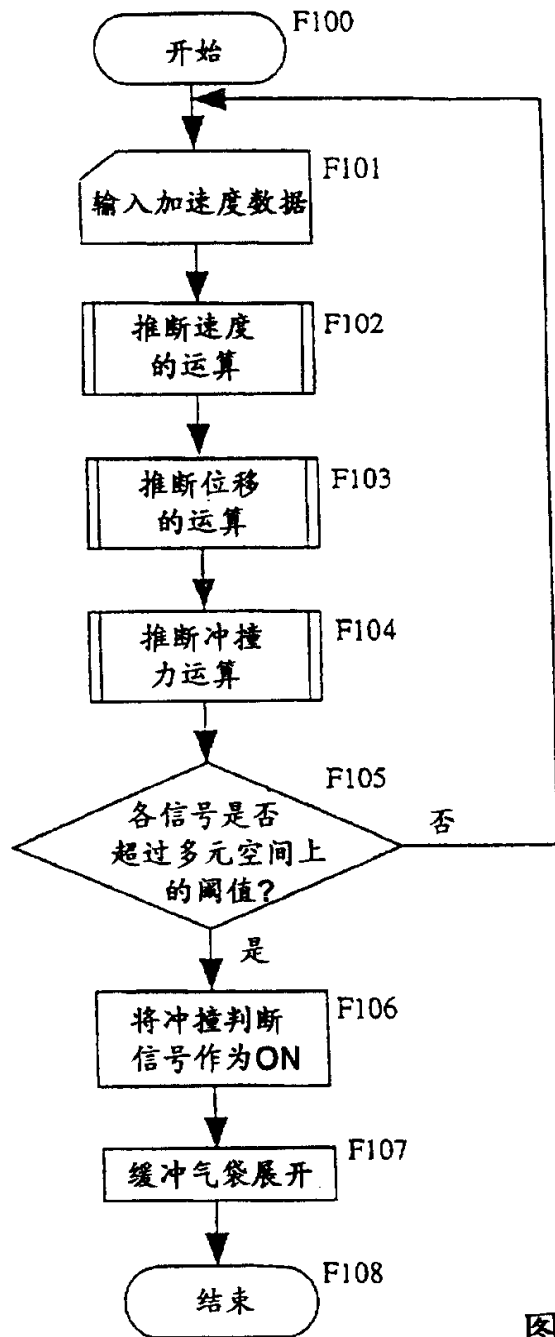 F100
开始
F101
输入加速度数据
F102
推断速度
的运算
F103
推断位移
的运算
F104
推断冲撞
力运算
F105
各信号是否
超过多元空间上
的阈值?
否
是
F106
将冲撞判断
信号作为ON
F107
缓冲气袋展开
F108
结束
图